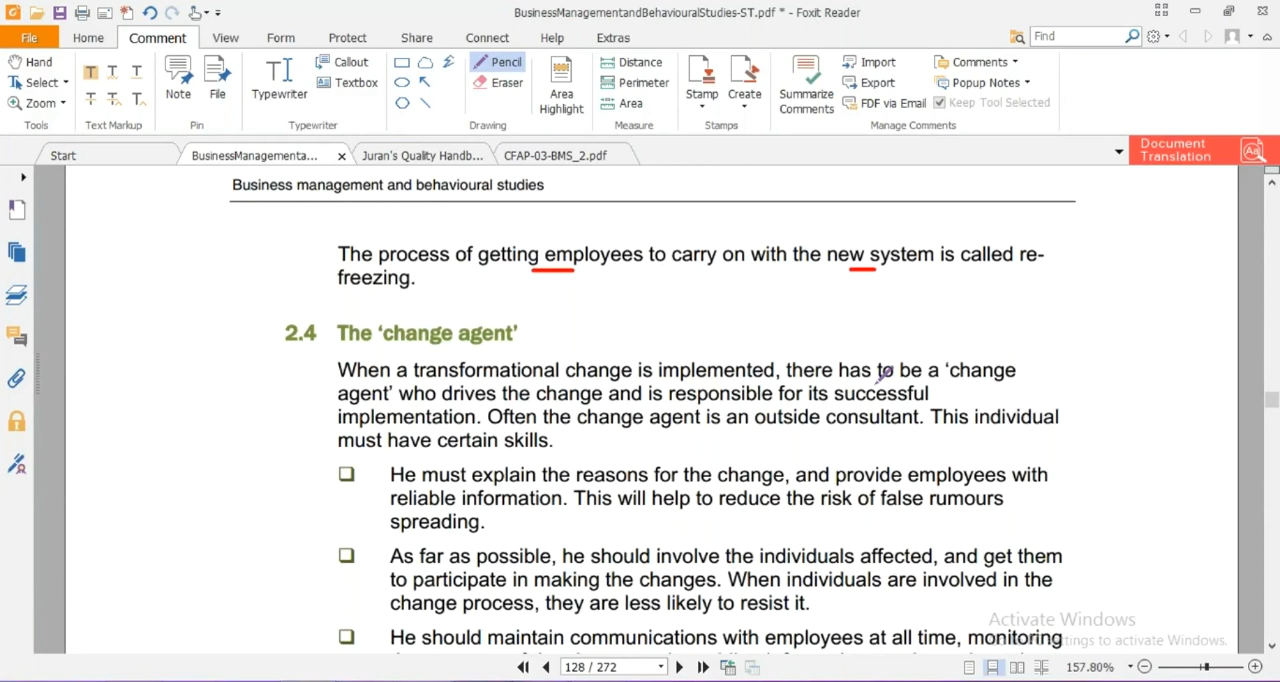 BusinessManagementandBehaviouralStudies-ST.pdf * - Foxit Reader
File Home Comment View Form Protect Share Connect Help Extras Find
Hand Callout Pencil Distance Import Comments
Select Textbox Eraser Perimeter Export Popup Notes
Zoom Note File Typewriter Area Highlight Area Stamp Create Summarize Comments FDF via Email Keep Tool Selected
Tools Text Markup Pin Typewriter Drawing Measure Stamps Manage Comments
Start BusinessManagementa... x Juran's Quality Handb... CFAP-03-BMS_2.pdf Document Translation
Business management and behavioural studies
The process of getting employees to carry on with the new system is called re-
freezing.
2.4 The ‘change agent’
When a transformational change is implemented, there has to be a ‘change
agent’ who drives the change and is responsible for its successful
implementation. Often the change agent is an outside consultant. This individual
must have certain skills.
He must explain the reasons for the change, and provide employees with
reliable information. This will help to reduce the risk of false rumours
spreading.
As far as possible, he should involve the individuals affected, and get them
to participate in making the changes. When individuals are involved in the
change process, they are less likely to resist it.
Activate Windows
He should maintain communications with employees at all time, monitoring
128 / 272 157.80%